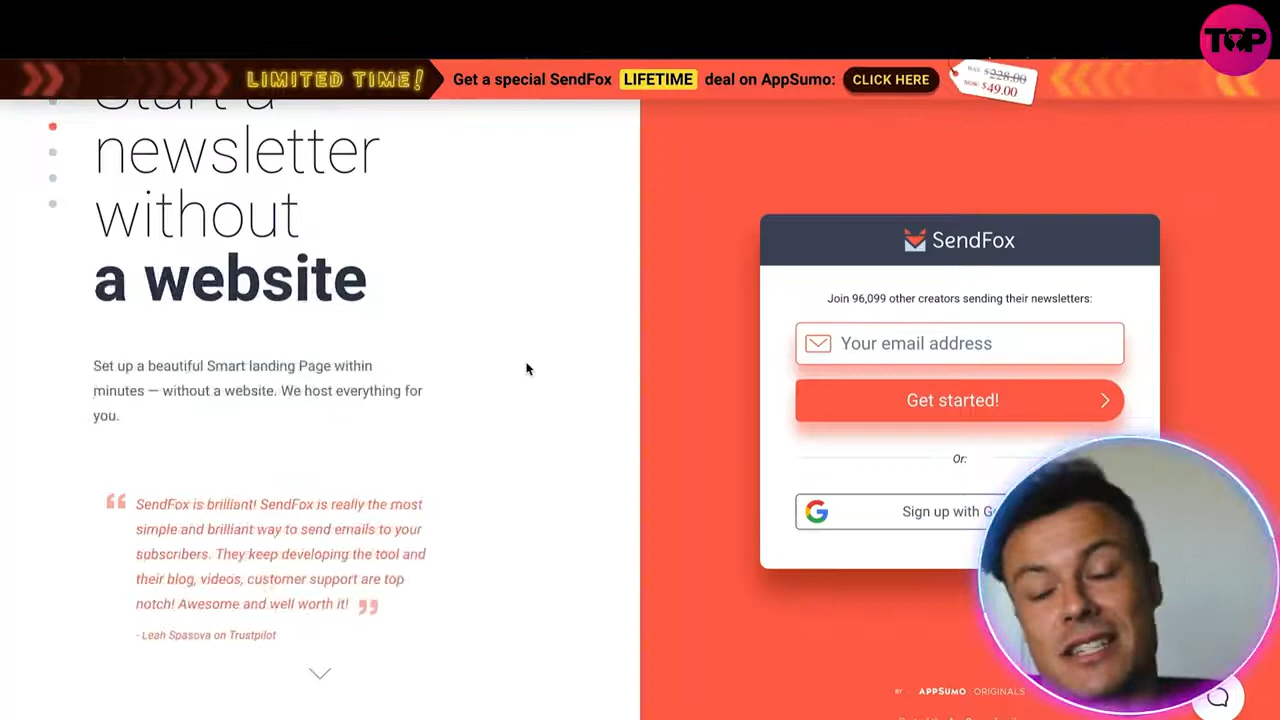 TOP
LIMITED TIME!
Get a special SendFox LIFETIME deal on AppSumo: CLICK HERE
WAS $228.00
NOW $49.00
Start a
newsletter
without
a website
Set up a beautiful Smart landing Page within
minutes — without a website. We host everything for
you.
“ SendFox is brilliant! SendFox is really the most
simple and brilliant way to send emails to your
subscribers. They keep developing the tool and
their blog, videos, customer support are top
notch! Awesome and well worth it! ”
- Leah Spasova on Trustpilot
SendFox
Join 96,099 other creators sending their newsletters:
Your email address
Get started!
Or:
Sign up with G
BY APPSUMO ORIGINALS